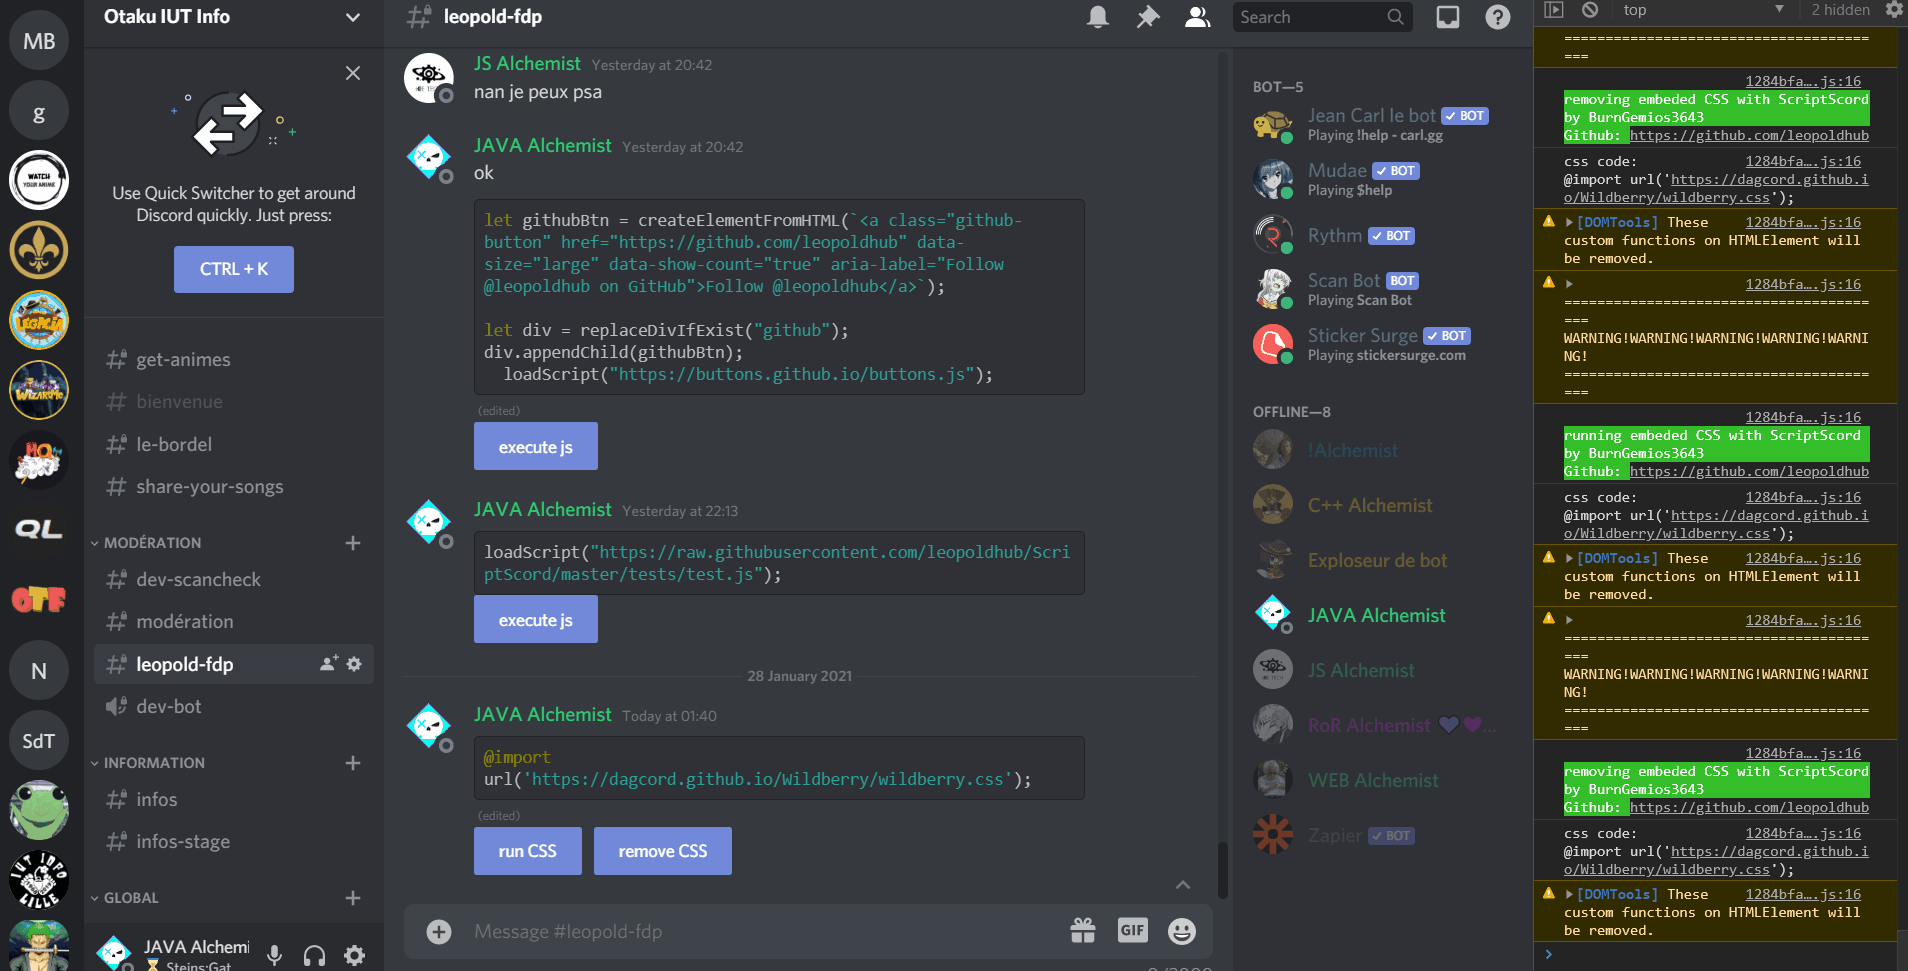 MB
g
WATCH
YOUR ANIME
LEGACIA
QL
OTF
N
SdT
IUT INFO
LILLE
Otaku IUT Info
Use Quick Switcher to get around
Discord quickly. Just press:
CTRL + K
get-animes
bienvenue
le-bordel
share-your-songs
MODÉRATION
dev-scancheck
modération
leopold-fdp
dev-bot
INFORMATION
infos
infos-stage
GLOBAL
JAVA Alchemi
Steins;Gat
leopold-fdp
Search
JS Alchemist Yesterday at 20:42
nan je peux psa
JAVA Alchemist Yesterday at 20:42
ok
let githubBtn = createElementFromHTML(`<a class="github-
button" href="https://github.com/leopoldhub" data-
size="large" data-show-count="true" aria-label="Follow
@leopoldhub on GitHub">Follow @leopoldhub</a>`);
let div = replaceDivIfExist("github");
div.appendChild(githubBtn);
loadScript("https://buttons.github.io/buttons.js");
(edited)
execute js
JAVA Alchemist Yesterday at 22:13
loadScript("https://raw.githubusercontent.com/leopoldhub/Scri
ptScord/master/tests/test.js");
execute js
28 January 2021
JAVA Alchemist Today at 01:40
@import
url('https://dagcord.github.io/Wildberry/wildberry.css');
(edited)
run CSS
remove CSS
Message #leopold-fdp
GIF
BOT—5
Jean Carl le bot BOT
Playing !help - carl.gg
Mudae BOT
Playing $help
Rythm BOT
Scan Bot BOT
Playing Scan Bot
Sticker Surge BOT
Playing stickersurge.com
OFFLINE—8
!Alchemist
C++ Alchemist
Exploseur de bot
JAVA Alchemist
JS Alchemist
RoR Alchemist ...
WEB Alchemist
Zapier BOT
top
2 hidden
======================================
===
1284bfa….js:16
removing embeded CSS with ScriptScord
by BurnGemios3643
Github: https://github.com/leopoldhub
css code: 1284bfa….js:16
@import url('https://dagcord.github.i
o/Wildberry/wildberry.css');
[DOMTools] These 1284bfa….js:16
custom functions on HTMLElement will
be removed.
1284bfa….js:16
======================================
===
WARNING!WARNING!WARNING!WARNING!WARNI
NG!
======================================
===
1284bfa….js:16
running embeded CSS with ScriptScord
by BurnGemios3643
Github: https://github.com/leopoldhub
css code: 1284bfa….js:16
@import url('https://dagcord.github.i
o/Wildberry/wildberry.css');
[DOMTools] These 1284bfa….js:16
custom functions on HTMLElement will
be removed.
1284bfa….js:16
======================================
===
WARNING!WARNING!WARNING!WARNING!WARNI
NG!
======================================
===
1284bfa….js:16
removing embeded CSS with ScriptScord
by BurnGemios3643
Github: https://github.com/leopoldhub
css code: 1284bfa….js:16
@import url('https://dagcord.github.i
o/Wildberry/wildberry.css');
[DOMTools] These 1284bfa….js:16
custom functions on HTMLElement will
be removed.